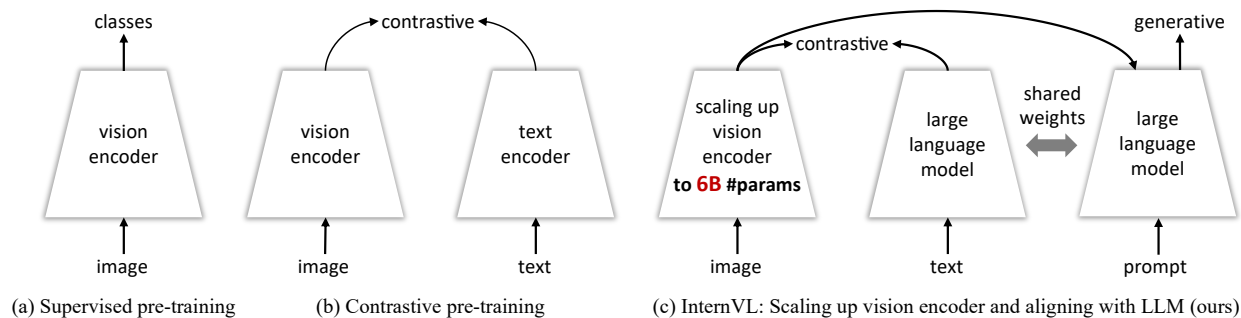 classes
vision
encoder
image
(a) Supervised pre-training
contrastive
vision
encoder
text
encoder
image
text
(b) Contrastive pre-training
contrastive
generative
scaling up
vision
encoder
to 6B #params
large
language
model
shared
weights
large
language
model
image
text
prompt
(c) InternVL: Scaling up vision encoder and aligning with LLM (ours)